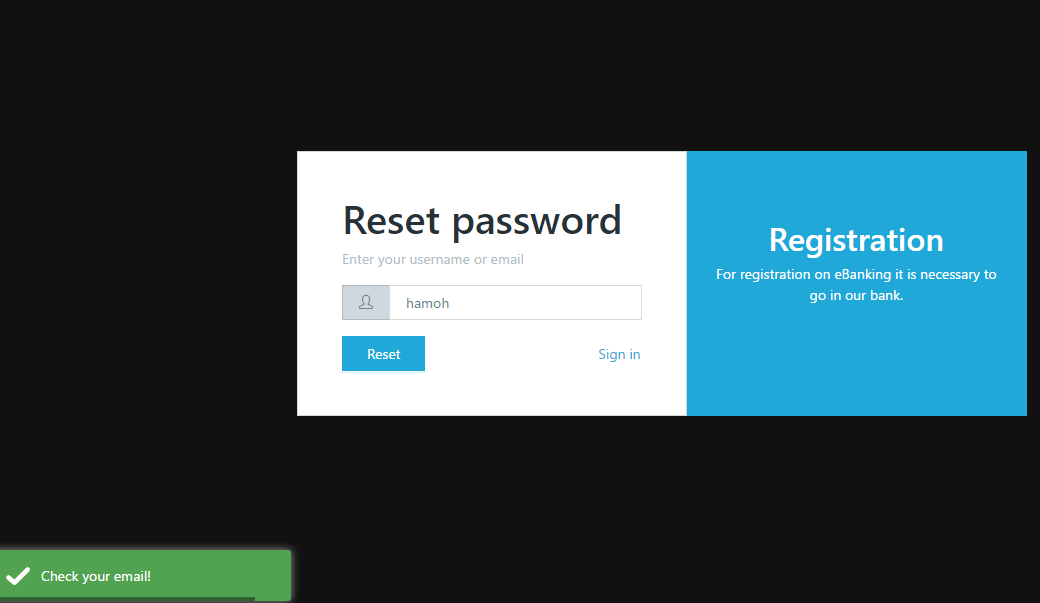 Reset password
Enter your username or email
hamoh
Reset
Sign in
Registration
For registration on eBanking it is necessary to
go in our bank.
Check your email!